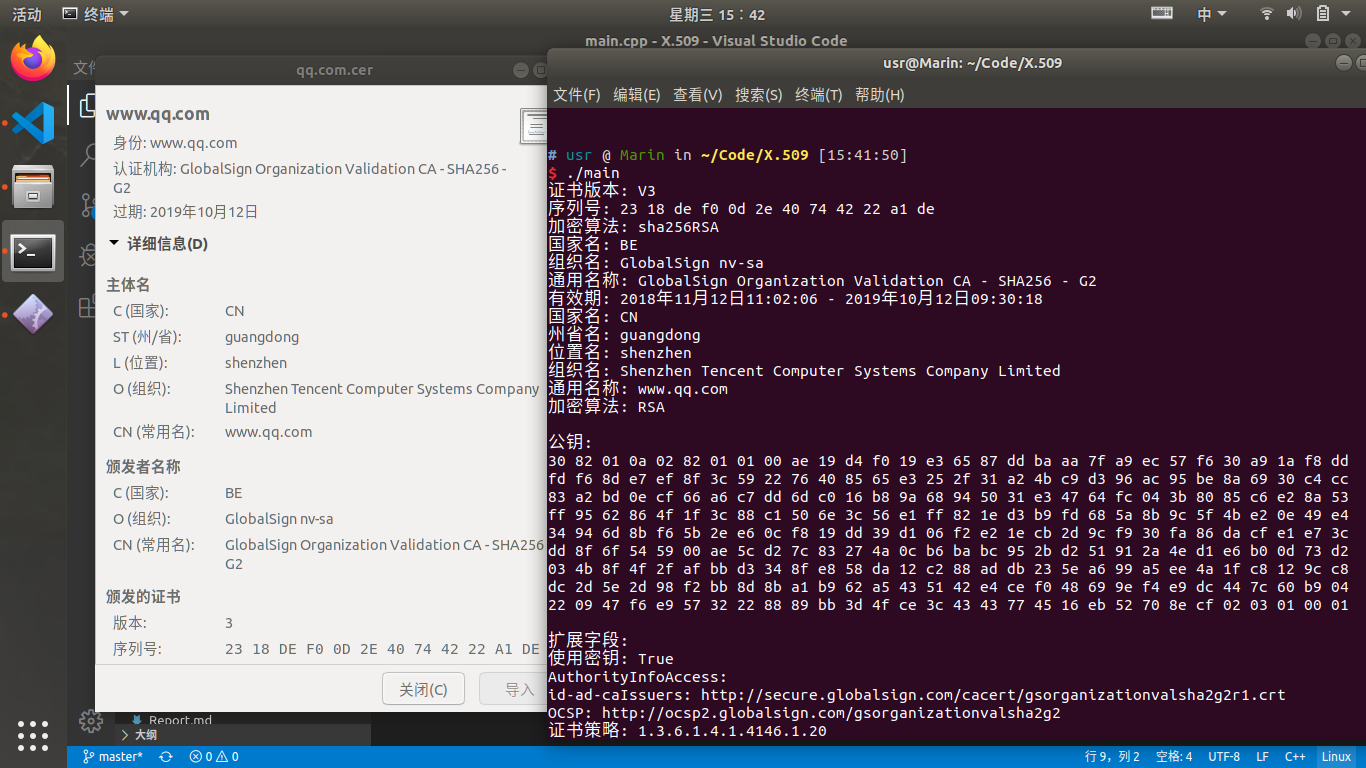 活动
终端
星期三 15：42
中
main.cpp - X.509 - Visual Studio Code
qq.com.cer
www.qq.com
身份: www.qq.com
认证机构: GlobalSign Organization Validation CA - SHA256 -
G2
过期: 2019年10月12日
详细信息(D)
主体名
C (国家): CN
ST (州/省): guangdong
L (位置): shenzhen
O (组织): Shenzhen Tencent Computer Systems Company
Limited
CN (常用名): www.qq.com
颁发者名称
C (国家): BE
O (组织): GlobalSign nv-sa
CN (常用名): GlobalSign Organization Validation CA - SHA256
G2
颁发的证书
版本: 3
序列号: 23 18 DE F0 0D 2E 40 74 42 22 A1 DE
关闭(C)
导入
usr@Marin: ~/Code/X.509
文件(F) 编辑(E) 查看(V) 搜索(S) 终端(T) 帮助(H)
# usr @ Marin in ~/Code/X.509 [15:41:50]
$ ./main
证书版本: V3
序列号: 23 18 de f0 0d 2e 40 74 42 22 a1 de
加密算法: sha256RSA
国家名: BE
组织名: GlobalSign nv-sa
通用名称: GlobalSign Organization Validation CA - SHA256 - G2
有效期: 2018年11月12日11:02:06 - 2019年10月12日09:30:18
国家名: CN
州省名: guangdong
位置名: shenzhen
组织名: Shenzhen Tencent Computer Systems Company Limited
通用名称: www.qq.com
加密算法: RSA
公钥:
30 82 01 0a 02 82 01 01 00 ae 19 d4 f0 19 e3 65 87 dd ba aa 7f a9 ec 57 f6 30 a9 1a f8 dd
fd f6 8d e7 ef 8f 3c 59 22 76 40 85 65 e3 25 2f 31 a2 4b c9 d3 96 ac 95 be 8a 69 30 c4 cc
83 a2 bd 0e cf 66 a6 c7 dd 6d c0 16 b8 9a 68 94 50 31 e3 47 64 fc 04 3b 80 85 c6 e2 8a 53
ff 95 62 86 4f 1f 3c 88 c1 50 6e 3c 56 e1 ff 82 1e d3 b9 fd 68 5a 8b 9c 5f 4b e2 0e 49 e4
34 94 6d 8b f6 5b 2e e6 0c f8 19 dd 39 d1 06 f2 e2 1e cb 2d 9c f9 30 fa 86 da cf e1 e7 3c
dd 8f 6f 54 59 00 ae 5c d2 7c 83 27 4a 0c b6 ba bc 95 2b d2 51 91 2a 4e d1 e6 b0 0d 73 d2
03 4b 8f 4f 2f af bb d3 34 8f e8 58 da 12 c2 88 ad db 23 5e a6 99 a5 ee 4a 1f c8 12 9c c8
dc 2d 5e 2d 98 f2 bb 8d 8b a1 b9 62 a5 43 51 42 e4 ce f0 48 69 9e f4 e9 dc 44 7c 60 b9 04
22 09 47 f6 e9 57 32 22 88 89 bb 3d 4f ce 3c 43 43 77 45 16 eb 52 70 8e cf 02 03 01 00 01
扩展字段:
使用密钥: True
AuthorityInfoAccess:
id-ad-caIssuers: http://secure.globalsign.com/cacert/gsorganizationvalsha2g2r1.crt
OCSP: http://ocsp2.globalsign.com/gsorganizationvalsha2g2
证书策略: 1.3.6.1.4.1.4146.1.20
Report.md
大纲
master* 0 0 行 9，列 2 空格: 4 UTF-8 LF C++ Linux